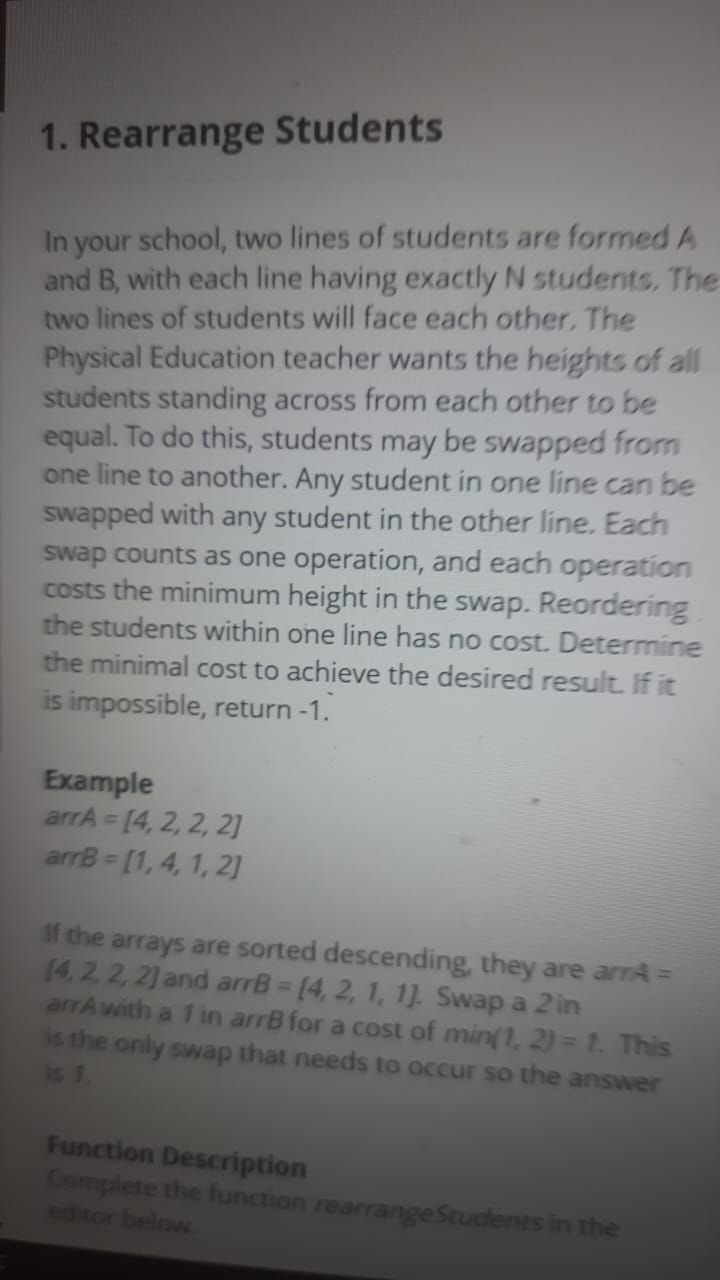 1. Rearrange Students
In your school, two lines of students are formed A
and B, with each line having exactly N students. The
two lines of students will face each other. The
Physical Education teacher wants the heights of all
students standing across from each other to be
equal. To do this, students may be swapped from
one line to another. Any student in one line can be
swapped with any student in the other line. Each
swap counts as one operation, and each operation
costs the minimum height in the swap. Reordering
the students within one line has no cost. Determine
the minimal cost to achieve the desired result. If it
is impossible, return -1.
Example
arrA = [4, 2, 2, 2]
arrB = [1, 4, 1, 2]
If the arrays are sorted descending, they are arrA =
[4, 2, 2, 2] and arrB = [4, 2, 1, 1]. Swap a 2 in
arrA with a 1 in arrB for a cost of min(1, 2) = 1. This
is the only swap that needs to occur so the answer
is 1.
Function Description
Complete the function rearrangeStudents in the
editor below.